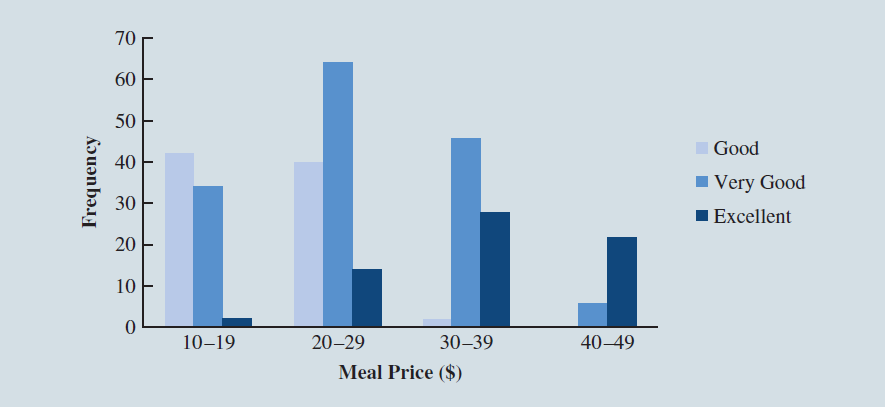 70
60
50
40
30
20
10
0
Frequency
10–19 20–29 30–39 40–49
Meal Price ($)
Good
Very Good
Excellent